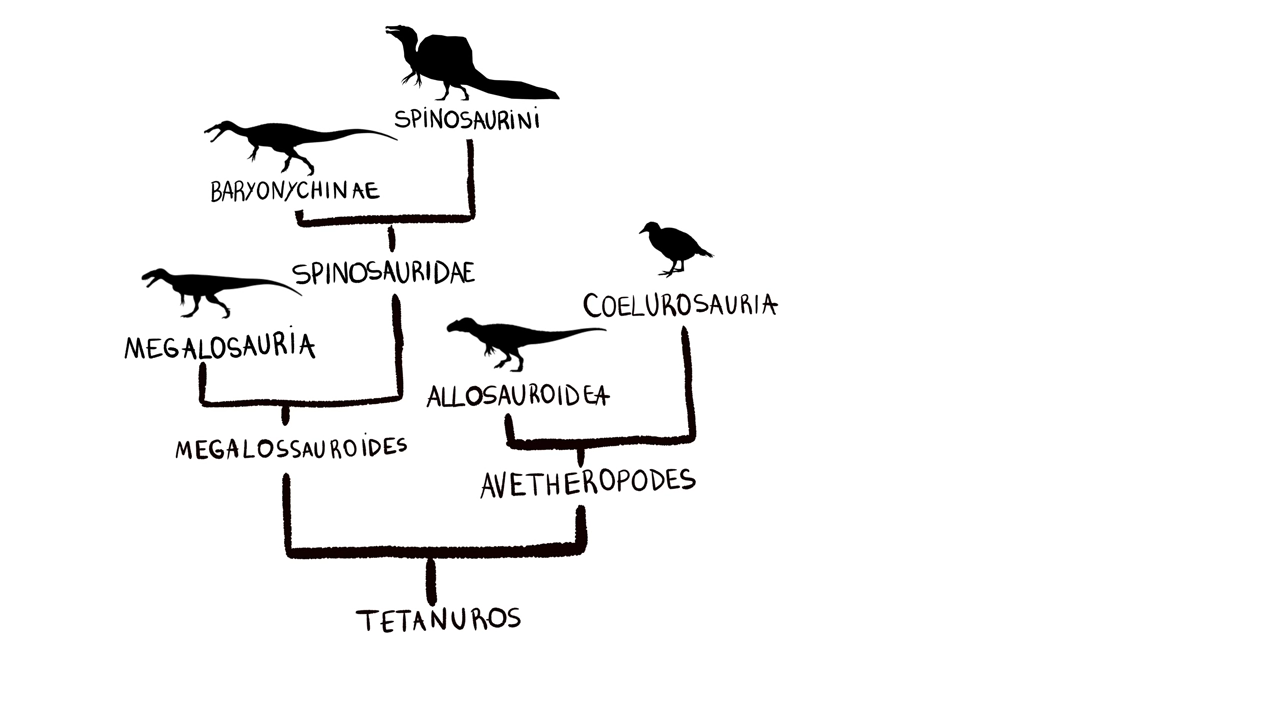 SPINOSAURINI
BARYONYCHINAE
SPINOSAURIDAE
COELUROSAURIA
MEGALOSAURIA
ALLOSAUROIDEA
MEGALOSSAUROIDES
AVETHEROPODES
TETANUROS